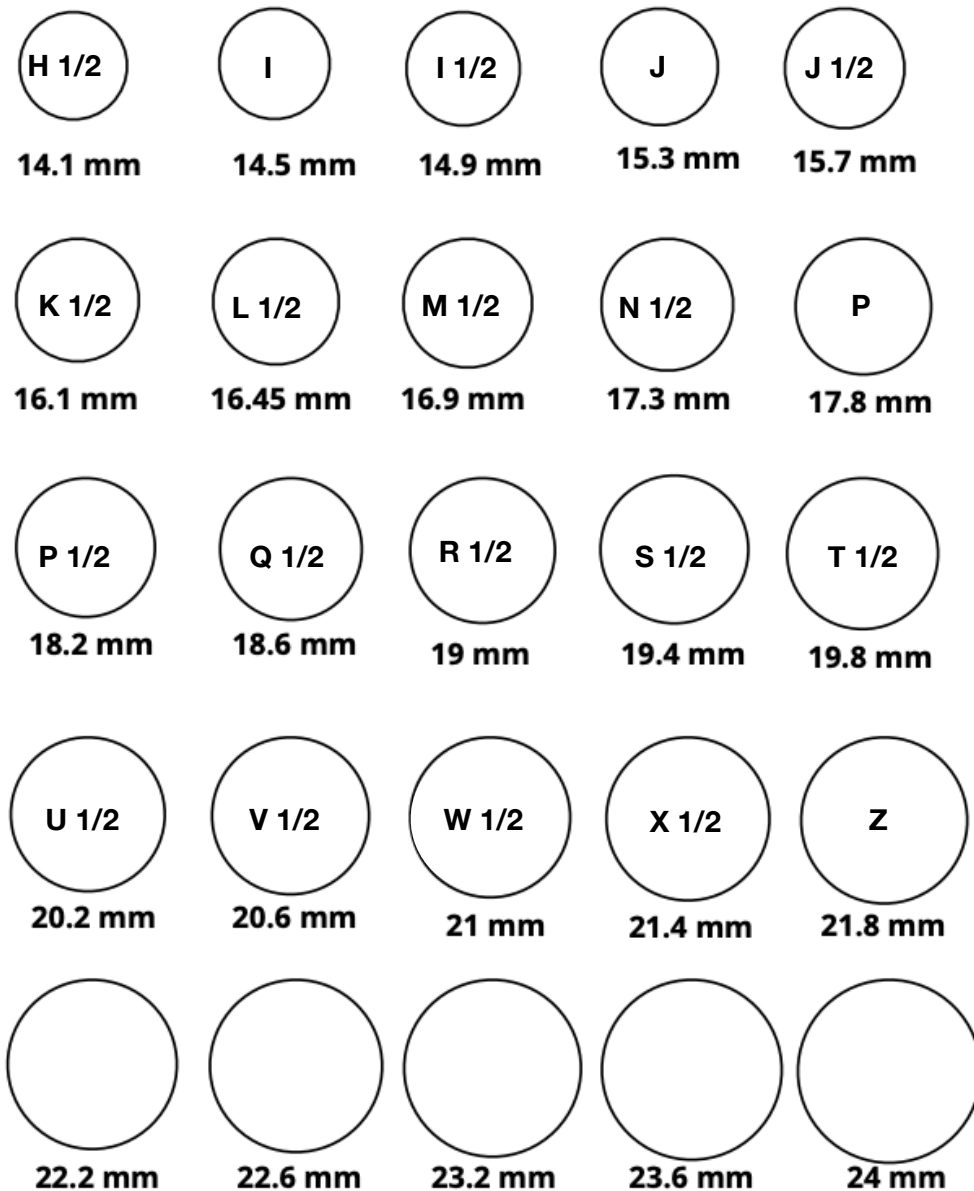 H 1/2 I I 1/2 J J 1/2
14.1 mm 14.5 mm 14.9 mm 15.3 mm 15.7 mm
K 1/2 L 1/2 M 1/2 N 1/2 P
16.1 mm 16.45 mm 16.9 mm 17.3 mm 17.8 mm
P 1/2 Q 1/2 R 1/2 S 1/2 T 1/2
18.2 mm 18.6 mm 19 mm 19.4 mm 19.8 mm
U 1/2 V 1/2 W 1/2 X 1/2 Z
20.2 mm 20.6 mm 21 mm 21.4 mm 21.8 mm
22.2 mm 22.6 mm 23.2 mm 23.6 mm 24 mm